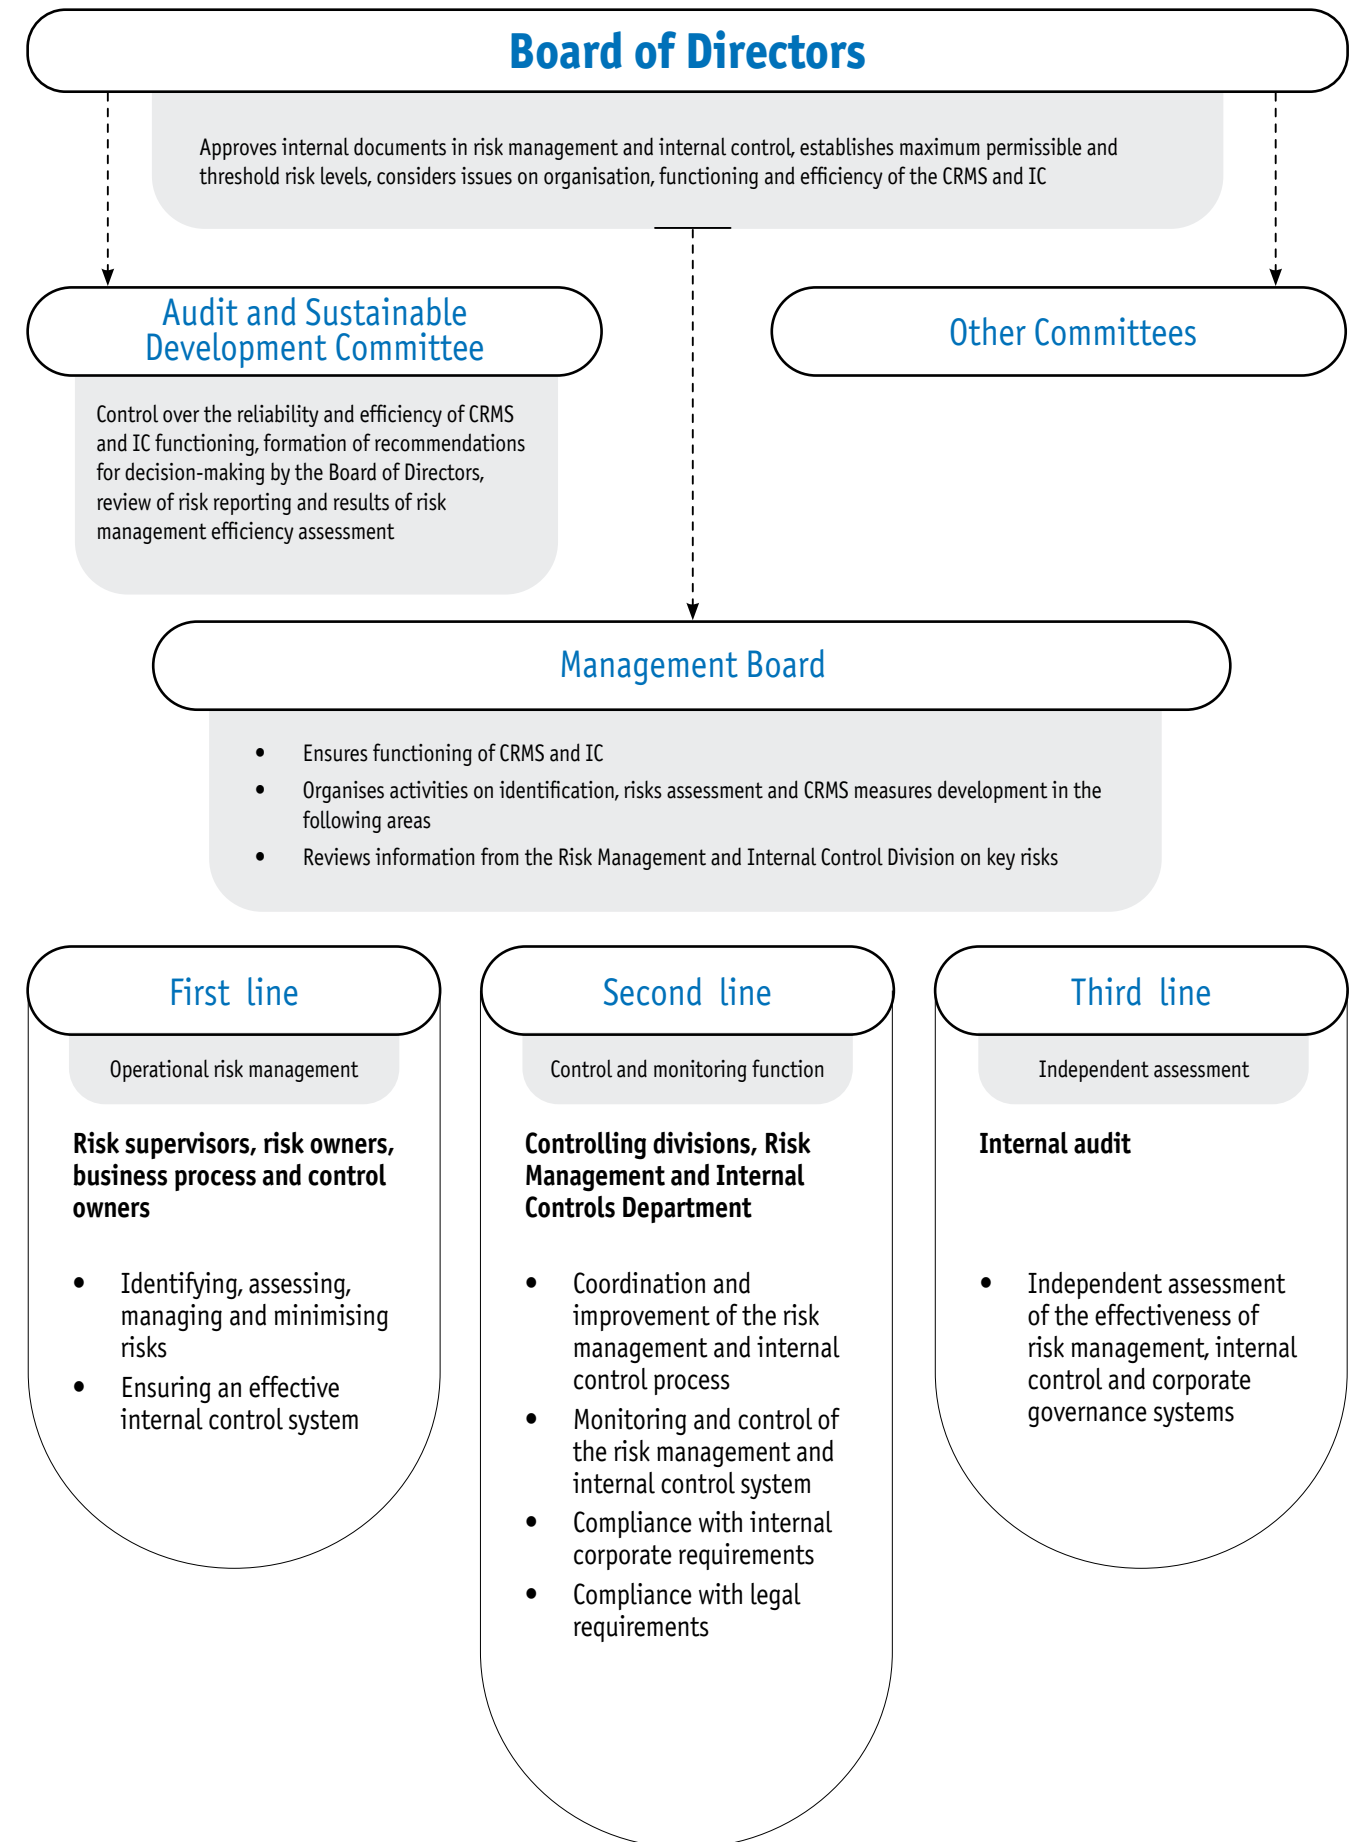 Board of Directors
Approves internal documents in risk management and internal control, establishes maximum permissible and
threshold risk levels, considers issues on organisation, functioning and efficiency of the CRMS and IC
Audit and Sustainable
Development Committee
Other Committees
Control over the reliability and efficiency of CRMS
and IC functioning, formation of recommendations
for decision-making by the Board of Directors,
review of risk reporting and results of risk
management efficiency assessment
Management Board
• Ensures functioning of CRMS and IC
• Organises activities on identification, risks assessment and CRMS measures development in the
following areas
• Reviews information from the Risk Management and Internal Control Division on key risks
First line
Operational risk management
Risk supervisors, risk owners,
business process and control
owners
• Identifying, assessing,
managing and minimising
risks
• Ensuring an effective
internal control system
Second line
Control and monitoring function
Controlling divisions, Risk
Management and Internal
Controls Department
• Coordination and
improvement of the risk
management and internal
control process
• Monitoring and control of
the risk management and
internal control system
• Compliance with internal
corporate requirements
• Compliance with legal
requirements
Third line
Independent assessment
Internal audit
• Independent assessment
of the effectiveness of
risk management, internal
control and corporate
governance systems